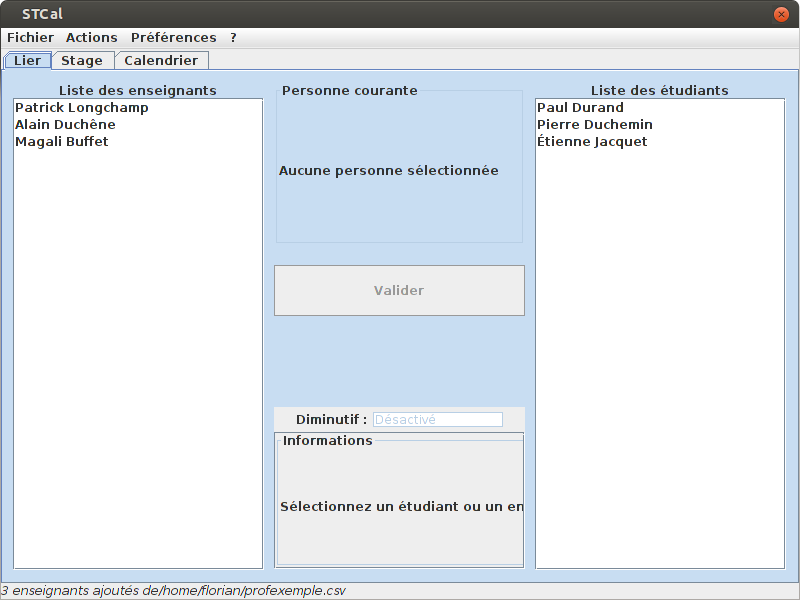 STCal
Fichier Actions Préférences ?
Lier Stage Calendrier
Liste des enseignants
Patrick Longchamp
Alain Duchêne
Magali Buffet
Personne courante
Aucune personne sélectionnée
Valider
Diminutif : Désactivé
Informations
Sélectionnez un étudiant ou un en
Liste des étudiants
Paul Durand
Pierre Duchemin
Étienne Jacquet
3 enseignants ajoutés de/home/florian/profexemple.csv